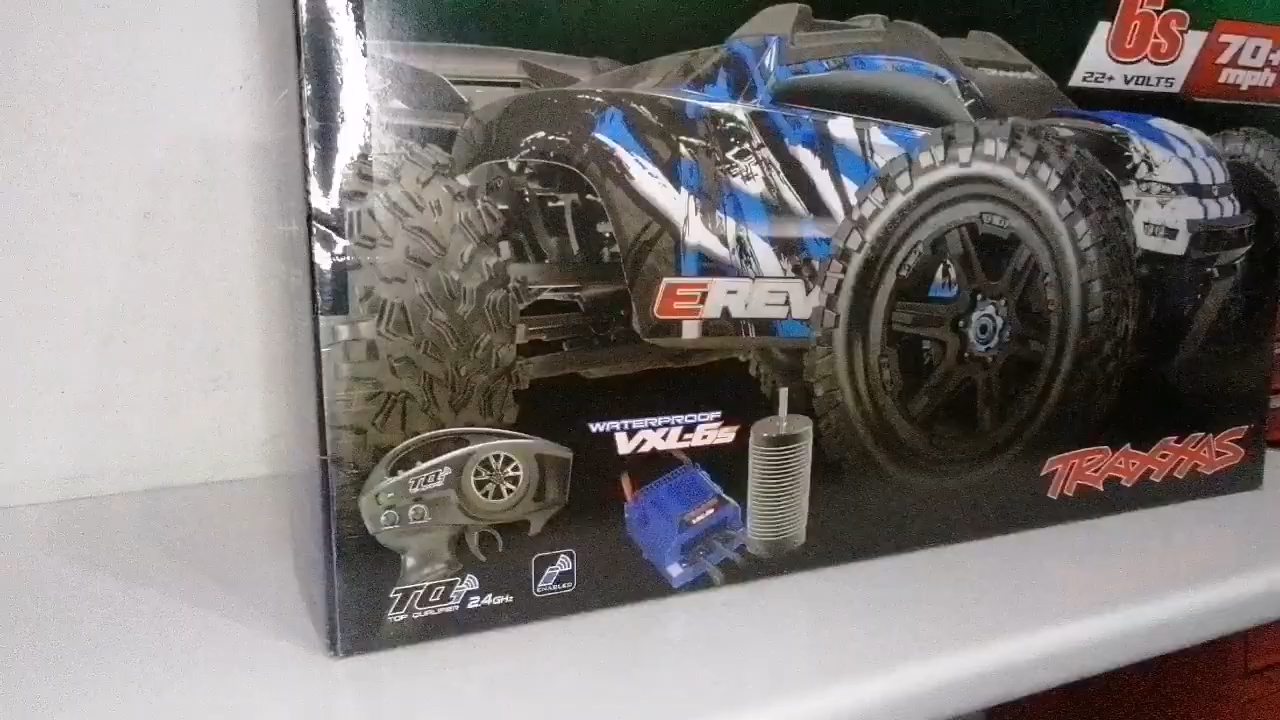 6s
22+ VOLTS
70+
mph
EREV
WATERPROOF
VXL-6s
TRAXXAS
TQi
TQi
TOP QUALIFIER
2.4GHz
ENABLED